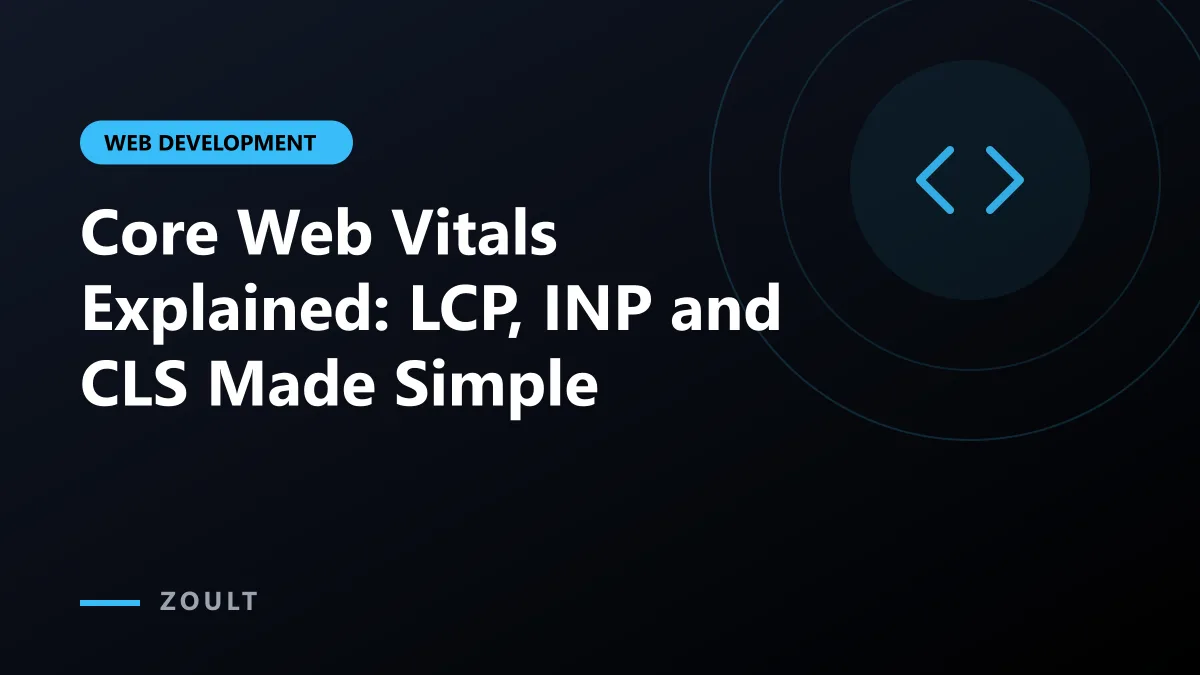 WEB DEVELOPMENT
Core Web Vitals
Explained: LCP, INP and
CLS Made Simple
ZOULT